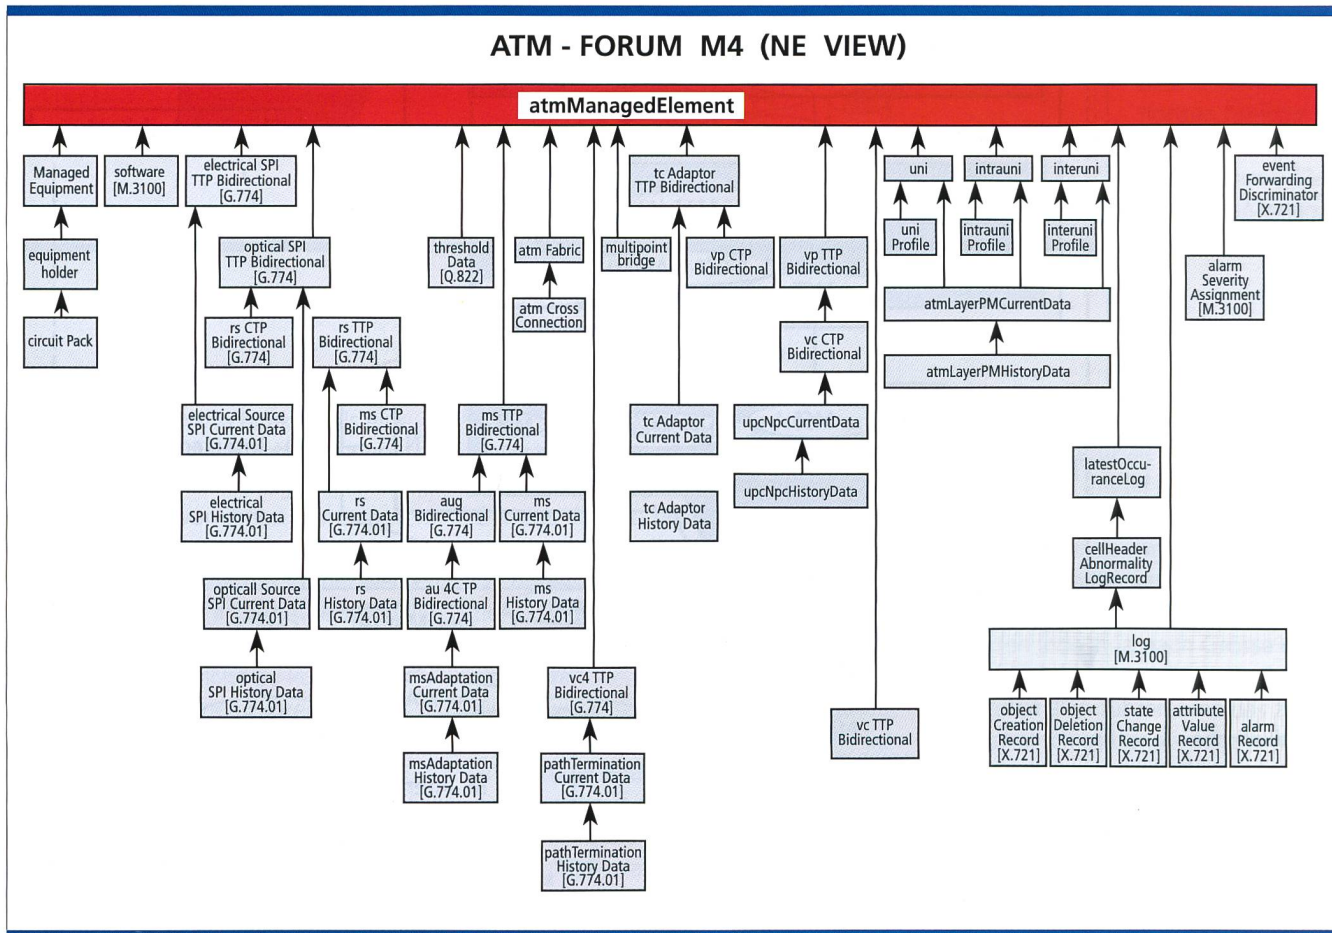 ATM - FORUM M4 (NE VIEW)
atmManagedElement
Managed
Equipment
software
[M.3100]
electrical SPI
TTP Bidirectional
[G.774]
tc Adaptor
TTP Bidirectional
uni
intrauni
interuni
event
Forwarding
Discriminator
[X.721]
equipment
holder
optical SPI
TTP Bidirectional
[G.774]
threshold
Data
[Q.822]
atm Fabric
multipoint
bridge
vp CTP
Bidirectional
vp TTP
Bidirectional
uni
Profile
intrauni
Profile
interuni
Profile
alarm
Severity
Assignment
[M.3100]
circuit Pack
rs CTP
Bidirectional
[G.774]
rs TTP
Bidirectional
[G.774]
atm Cross
Connection
vc CTP
Bidirectional
atmLayerPMCurrentData
atmLayerPMHistoryData
electrical Source
SPI Current Data
[G.774.01]
ms CTP
Bidirectional
[G.774]
ms TTP
Bidirectional
[G.774]
tc Adaptor
Current Data
upcNpcCurrentData
latestOccu-
ranceLog
electrical
SPI History Data
[G.774.01]
rs
Current Data
[G.774.01]
aug
Bidirectional
[G.774]
ms
Current Data
[G.774.01]
tc Adaptor
History Data
upcNpcHistoryData
cellHeader
Abnormality
LogRecord
opticall Source
SPI Current Data
[G.774.01]
rs
History Data
[G.774.01]
au 4C TP
Bidirectional
[G.774]
ms
History Data
[G.774.01]
log
[M.3100]
optical
SPI History Data
[G.774.01]
msAdaptation
Current Data
[G.774.01]
vc4 TTP
Bidirectional
[G.774]
vc TTP
Bidirectional
object
Creation
Record
[X.721]
object
Deletion
Record
[X.721]
state
Change
Record
[X.721]
attribute
Value
Record
[X.721]
alarm
Record
[X.721]
msAdaptation
History Data
[G.774.01]
pathTermination
Current Data
[G.774.01]
pathTermination
History Data
[G.774.01]